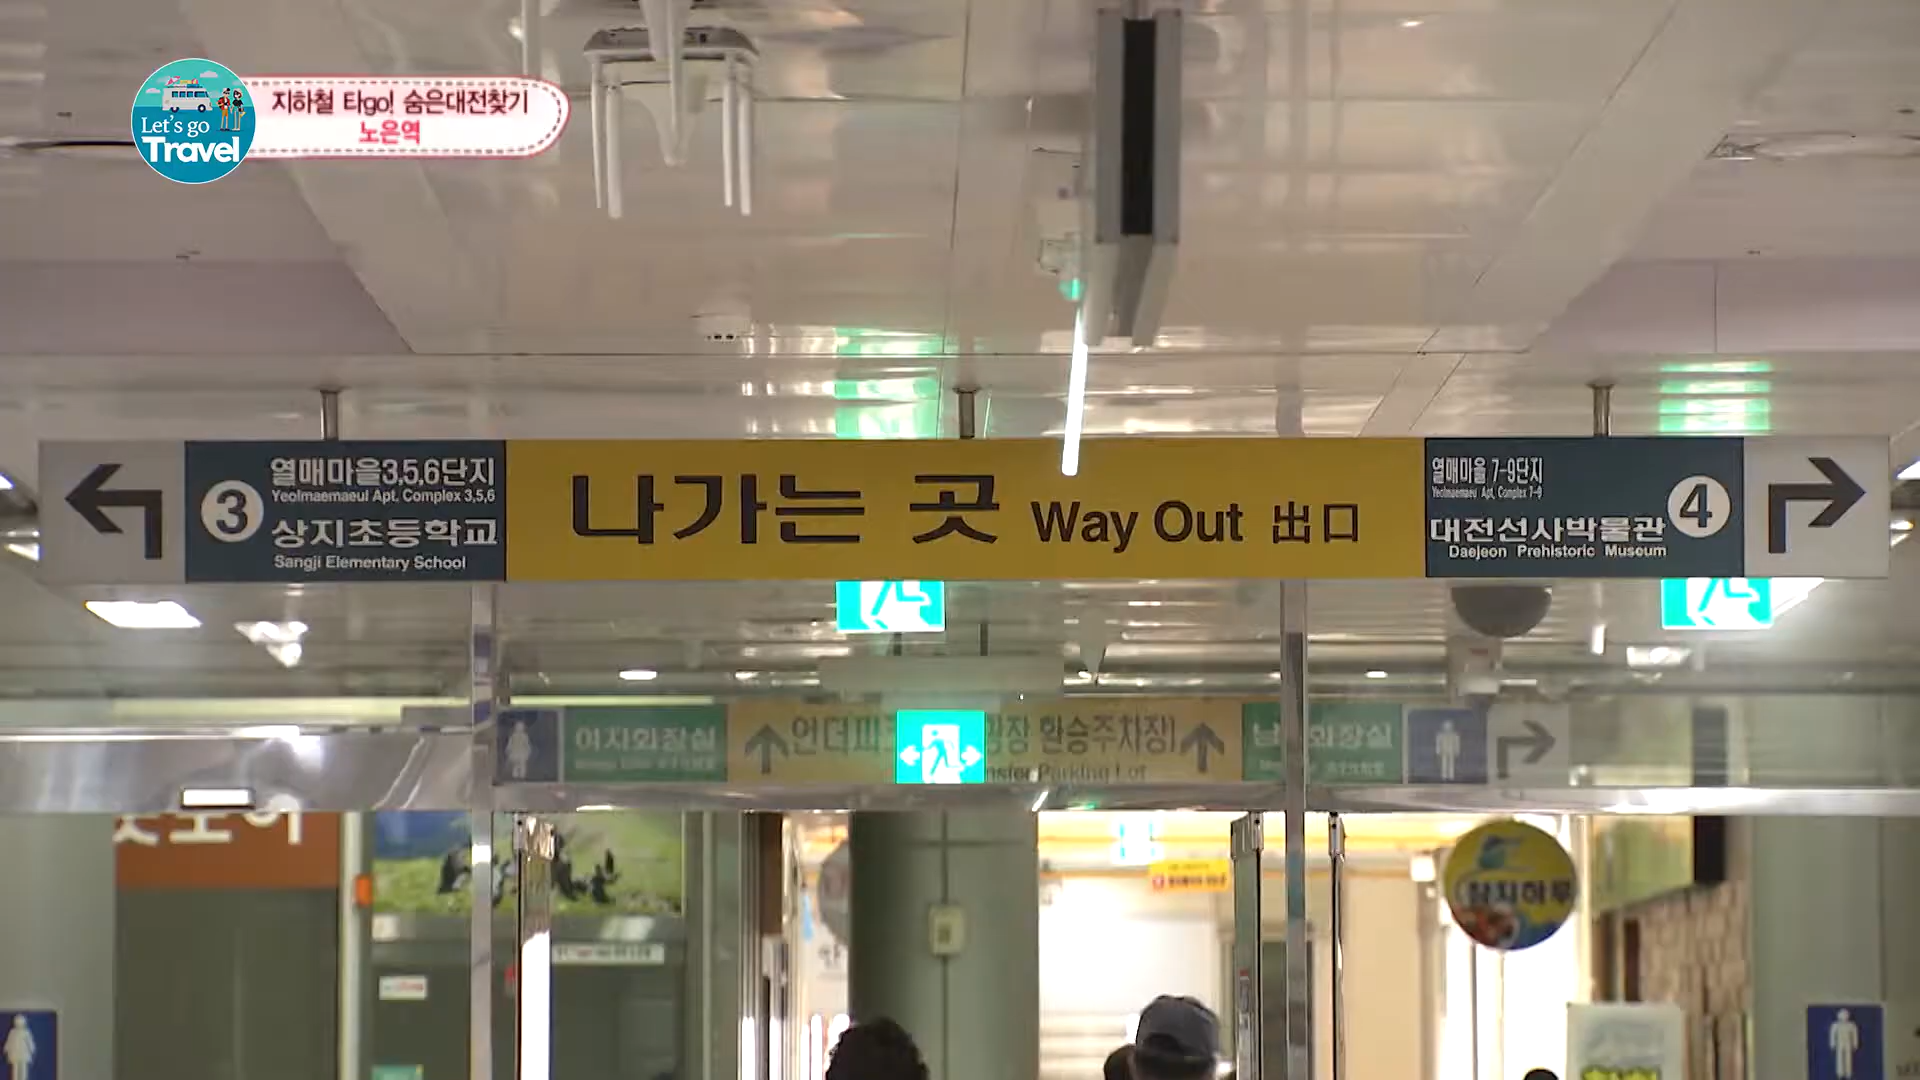 Let's go
Travel
지하철 타go! 숨은대전찾기
노은역
3
열매마을3,5,6단지
Yeolmaemaeul Apt. Complex 3,5,6
상지초등학교
Sangji Elementary School
나가는 곳 Way Out 出口
열매마을 7-9단지
Yeolmaemaeu Apt, Complex 7-9
대전선사박물관
Daejeon Prehistoric Museum
4
여자화장실
환승주차장)
Parking Lot
화장실